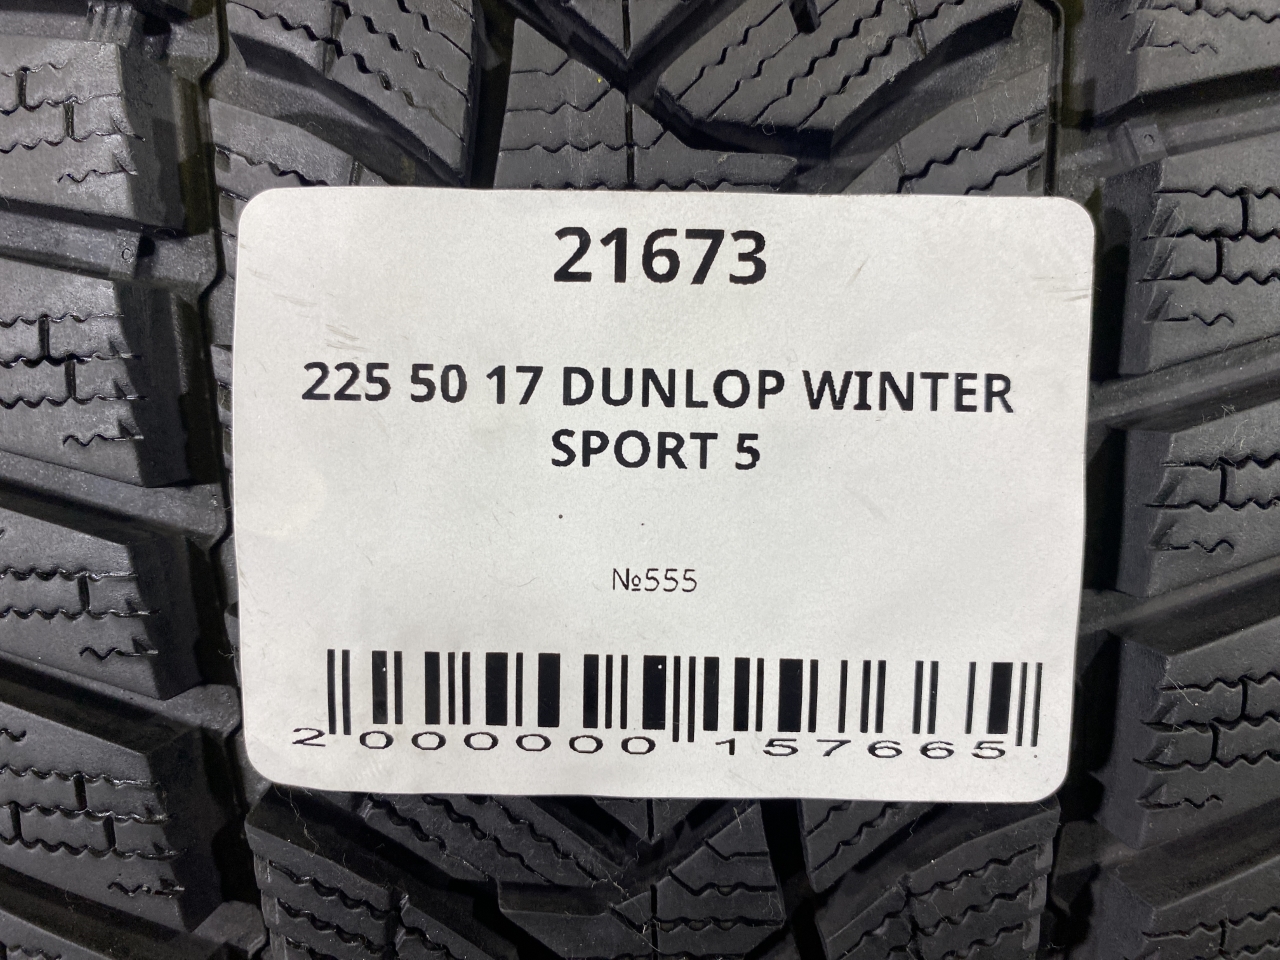 21673
225 50 17 DUNLOP WINTER
SPORT 5
№555
2 000000 157665